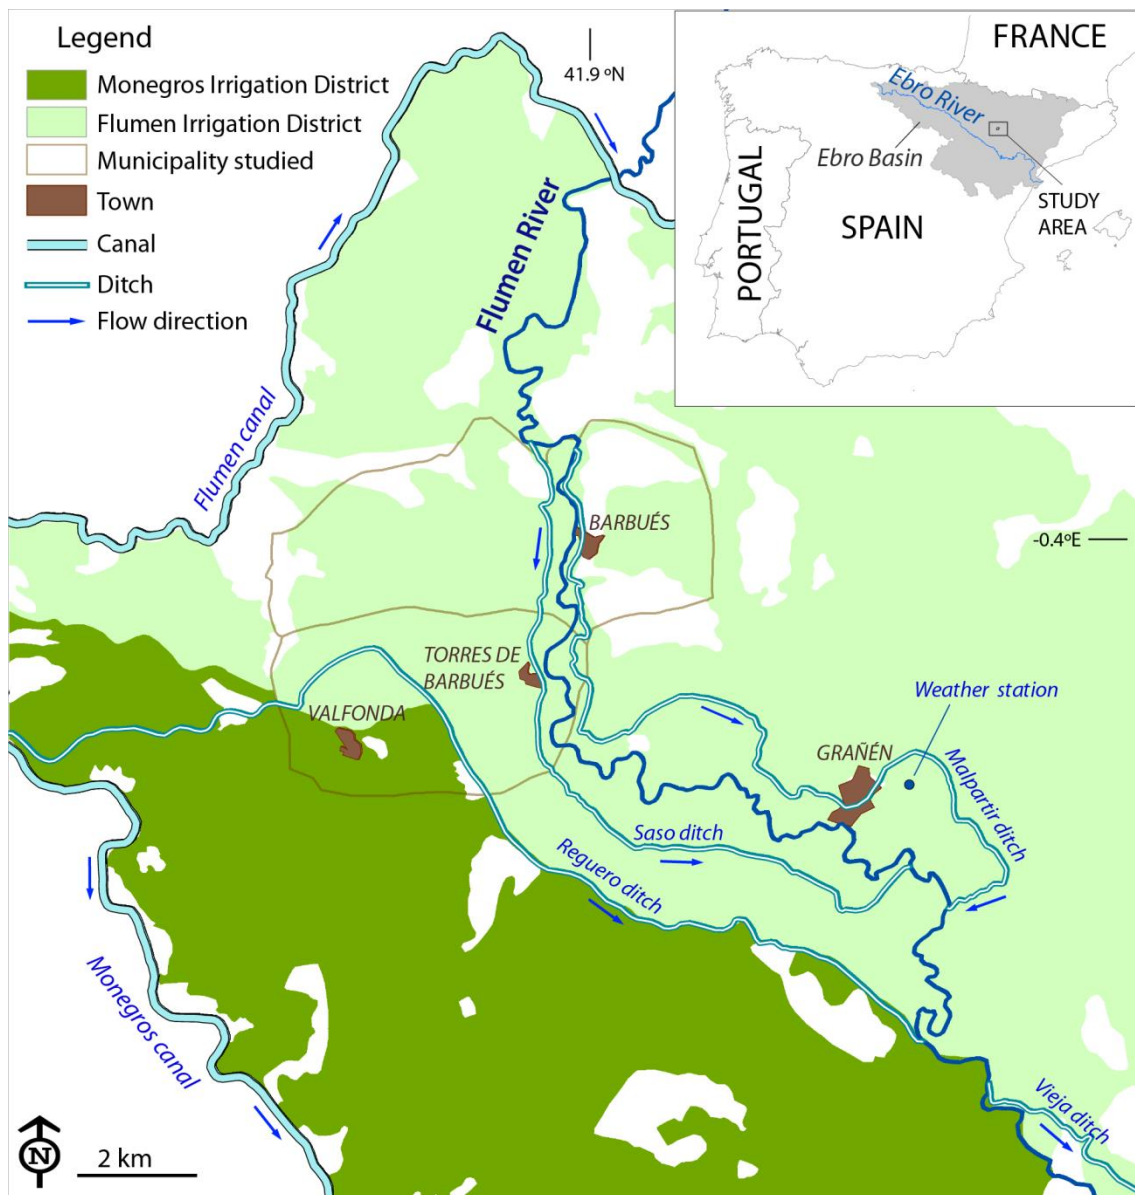 Legend
Monegros Irrigation District
Flumen Irrigation District
Municipality studied
Town
Canal
Ditch
Flow direction
41.9 ºN
FRANCE
Ebro River
Ebro Basin
STUDY
AREA
SPAIN
PORTUGAL
Flumen River
Flumen canal
BARBUÉS
-0.4ºE
TORRES DE
BARBUÉS
VALFONDA
Weather station
GRAÑÉN
Malpartir ditch
Saso ditch
Reguero ditch
Monegros canal
Vieja ditch
N
2 km